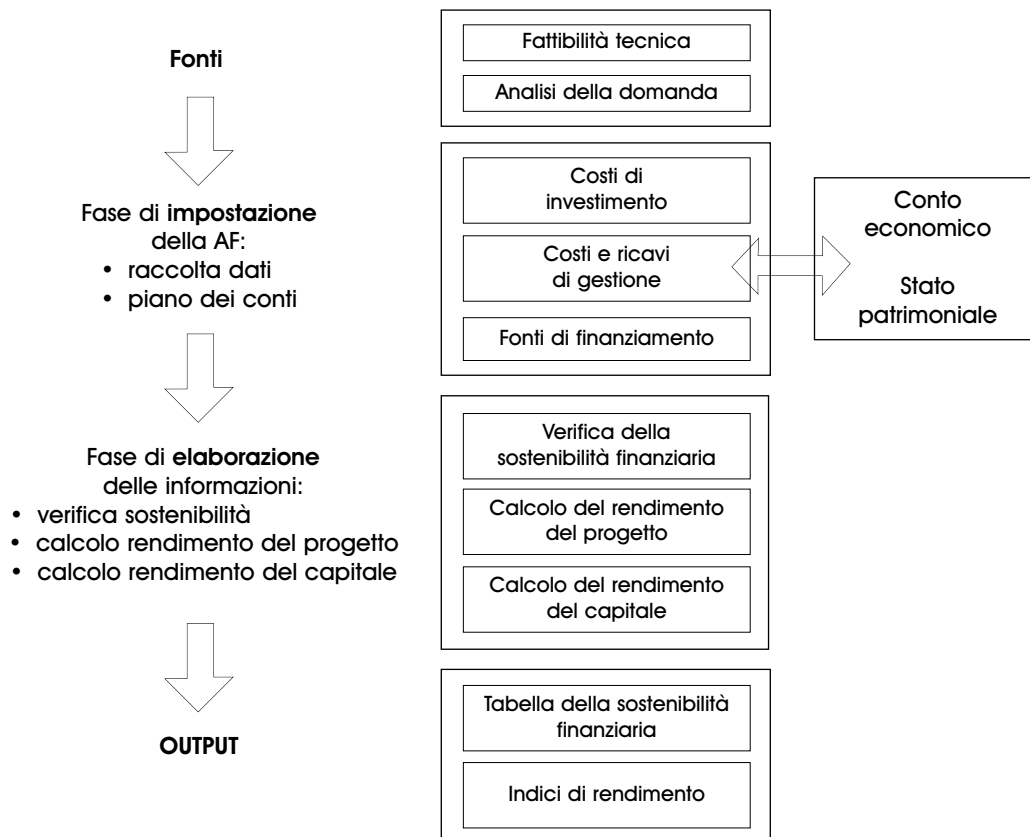 Fonti
Fase di impostazione
della AF:
• raccolta dati
• piano dei conti
Fase di elaborazione
delle informazioni:
• verifica sostenibilità
• calcolo rendimento del progetto
• calcolo rendimento del capitale
OUTPUT
Fattibilità tecnica
Analisi della domanda
Costi di
investimento
Costi e ricavi
di gestione
Fonti di finanziamento
Conto
economico
Stato
patrimoniale
Verifica della
sostenibilità finanziaria
Calcolo del rendimento
del progetto
Calcolo del rendimento
del capitale
Tabella della sostenibilità
finanziaria
Indici di rendimento